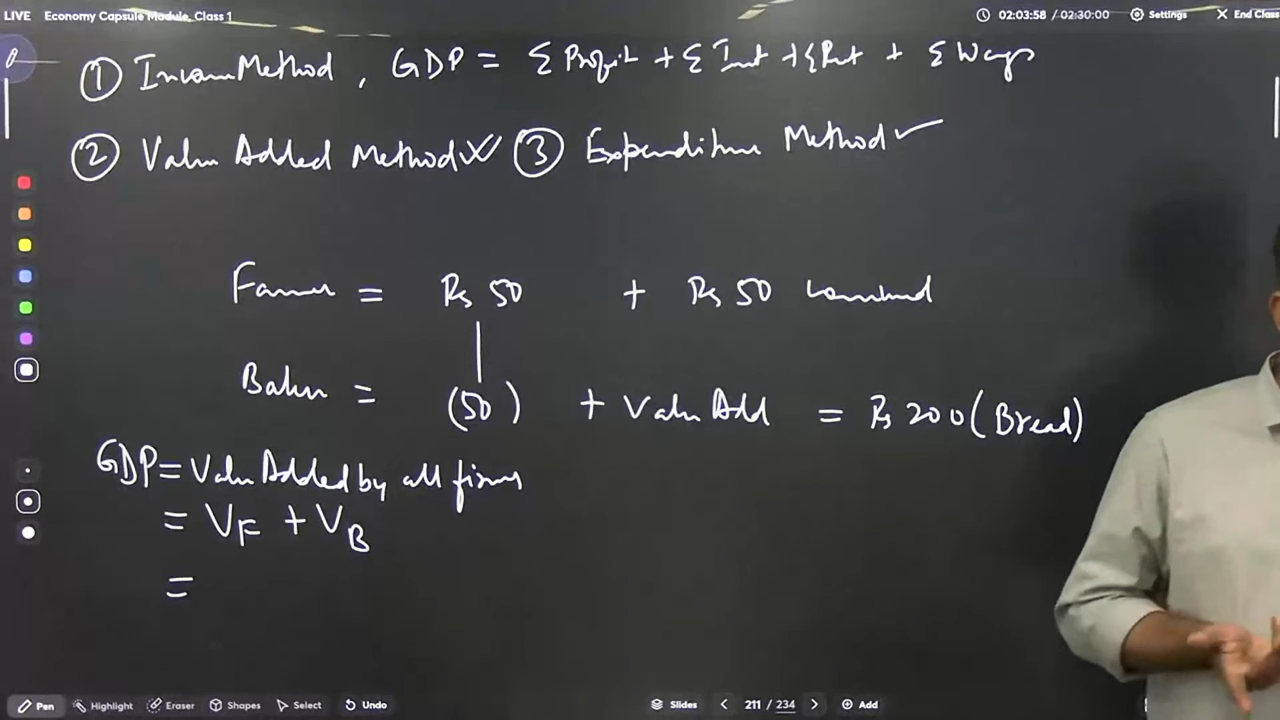 LIVE Economy Capsule Module, Class 1 02:03:58 / 02:30:00 Settings End Class
① Income Method, GDP = Σ Profit + Σ Int + Σ Rent + Σ Wages
② Value Added Method ③ Expenditure Method ✓
Farmer = Rs 50 + Rs 50 consumed
Baker = (50) + Value Add = Rs 200 (Bread)
GDP = Value Added by all firms
= VF + VB
=
Pen Highlight Eraser Shapes Select Undo Slides 211 / 234 Add